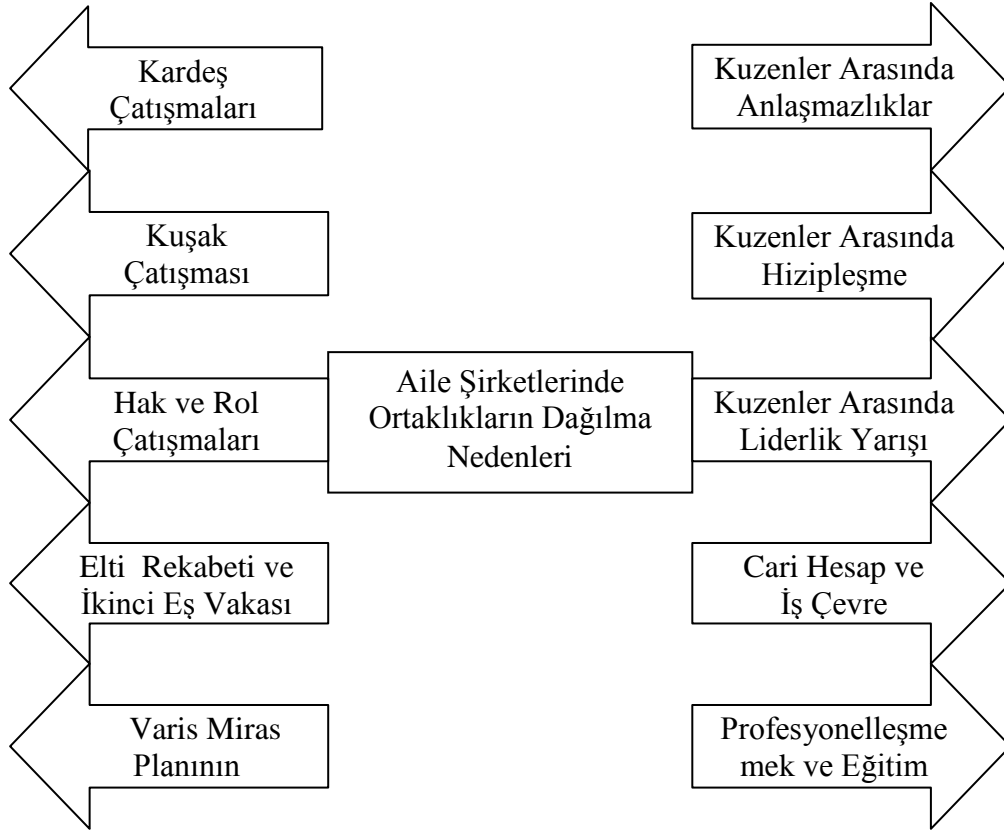 Kardeş
Çatışmaları
Kuşak
Çatışması
Hak ve Rol
Çatışmaları
Elti Rekabeti ve
İkinci Eş Vakası
Varis Miras
Planının
Aile Şirketlerinde
Ortaklıkların Dağılma
Nedenleri
Kuzenler Arasında
Anlaşmazlıklar
Kuzenler Arasında
Hizipleşme
Kuzenler Arasında
Liderlik Yarışı
Cari Hesap ve
İş Çevre
Profesyonelleşme
mek ve Eğitim